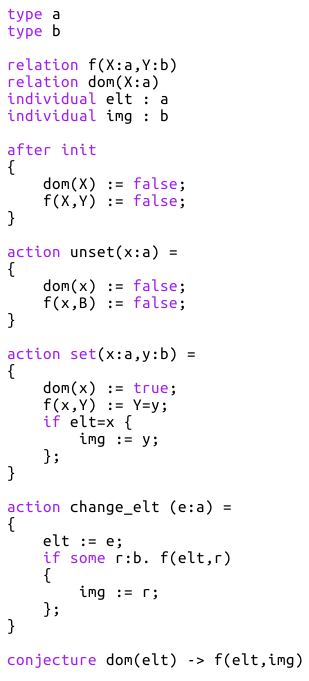 type a
type b
relation f(X:a,Y:b)
relation dom(X:a)
individual elt : a
individual img : b
after init
{
    dom(X) := false;
    f(X,Y) := false;
}
action unset(x:a) =
{
    dom(x) := false;
    f(x,B) := false;
}
action set(x:a,y:b) =
{
    dom(x) := true;
    f(x,Y) := Y=y;
    if elt=x {
        img := y;
    };
}
action change_elt (e:a) =
{
    elt := e;
    if some r:b. f(elt,r)
    {
        img := r;
    };
}
conjecture dom(elt) -> f(elt,img)